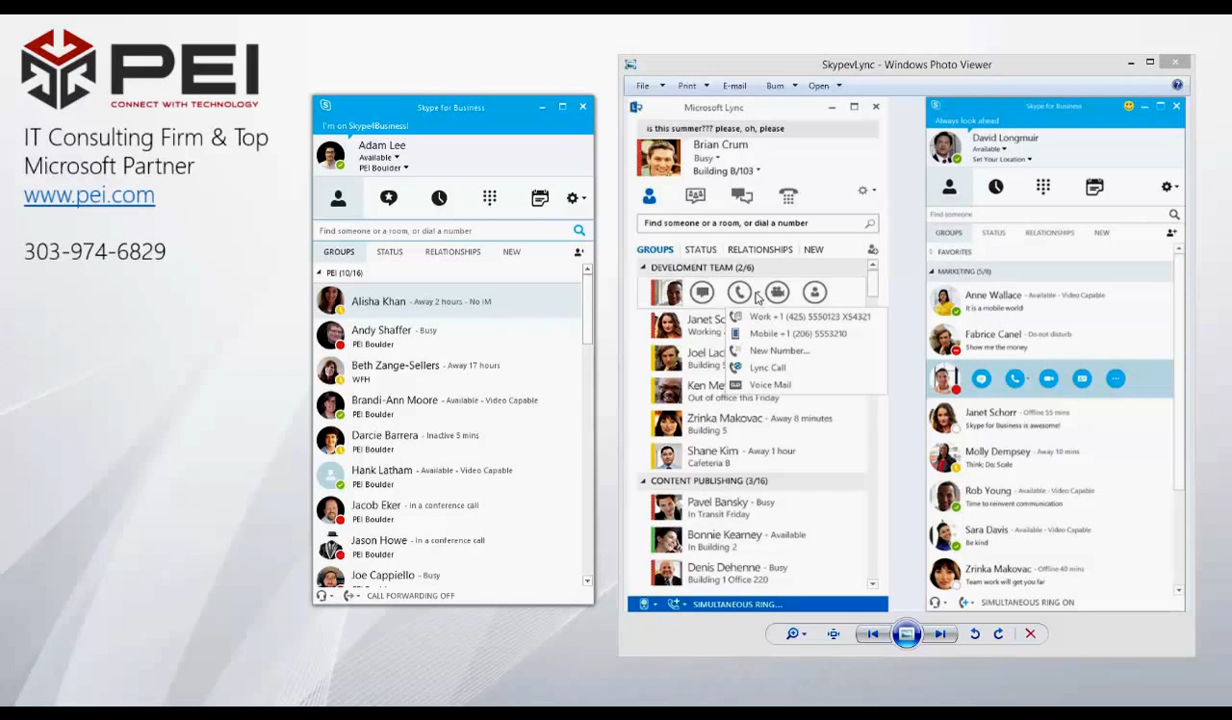 PEI
CONNECT WITH TECHNOLOGY
IT Consulting Firm & Top
Microsoft Partner
www.pei.com
303-974-6829
Skype for Business
I'm on Skype4Business!
Adam Lee
Available
PEI Boulder
Find someone or dial a number
GROUPS STATUS RELATIONSHIPS NEW
PEI (10/16)
Alisha Khan - Away 2 hours - No IM
Andy Shaffer - Busy
PEI Boulder
Beth Zange-Sellers - Away 17 hours
WFH
Brandi-Ann Moore - Available - Video Capable
PEI Boulder
Darcie Barrera - Inactive 5 mins
PEI Boulder
Hank Latham - Available - Video Capable
PEI Boulder
Jacob Eker - In a conference call
PEI Boulder
Jason Howe - In a conference call
PEI Boulder
Joe Cappiello - Busy
CALL FORWARDING OFF
SkypevLync - Windows Photo Viewer
File Print E-mail Burn Open
Microsoft Lync
is this summer??? please, oh, please
Brian Crum
Busy
Building B/103
Find someone or a room, or dial a number
GROUPS STATUS RELATIONSHIPS NEW
DEVELOMENT TEAM (2/6)
Work +1 (425) 5550123 X54321
Mobile +1 (206) 5553210
New Number...
Lync Call
Voice Mail
Janet Sc
Working
Joel Lac
Building
Ken Me
Out of office this Friday
Zrinka Makovac - Away 8 minutes
Building 5
Shane Kim - Away 1 hour
Cafeteria B
CONTENT PUBLISHING (3/16)
Pavel Bansky - Busy
In Transit Friday
Bonnie Kearney - Available
In Building 2
Denis Dehenne - Busy
Building 1 Office 220
SIMULTANEOUS RING...
Skype for Business
Always look ahead
David Longmuir
Available
Set Your Location
Find someone
GROUPS STATUS RELATIONSHIPS NEW
FAVORITES
MARKETING (5/8)
Anne Wallace - Available - Video Capable
It is a mobile world
Fabrice Canel - Do not disturb
Show me the money
Janet Schorr - Offline 55 mins
Skype for Business is awesome!
Molly Dempsey - Away 10 mins
Think; Do; Scale
Rob Young - Available - Video Capable
Time to reinvent communication
Sara Davis - Available - Video Capable
Be kind
Zrinka Makovac - Offline 40 mins
Team work will get you far
SIMULTANEOUS RING ON